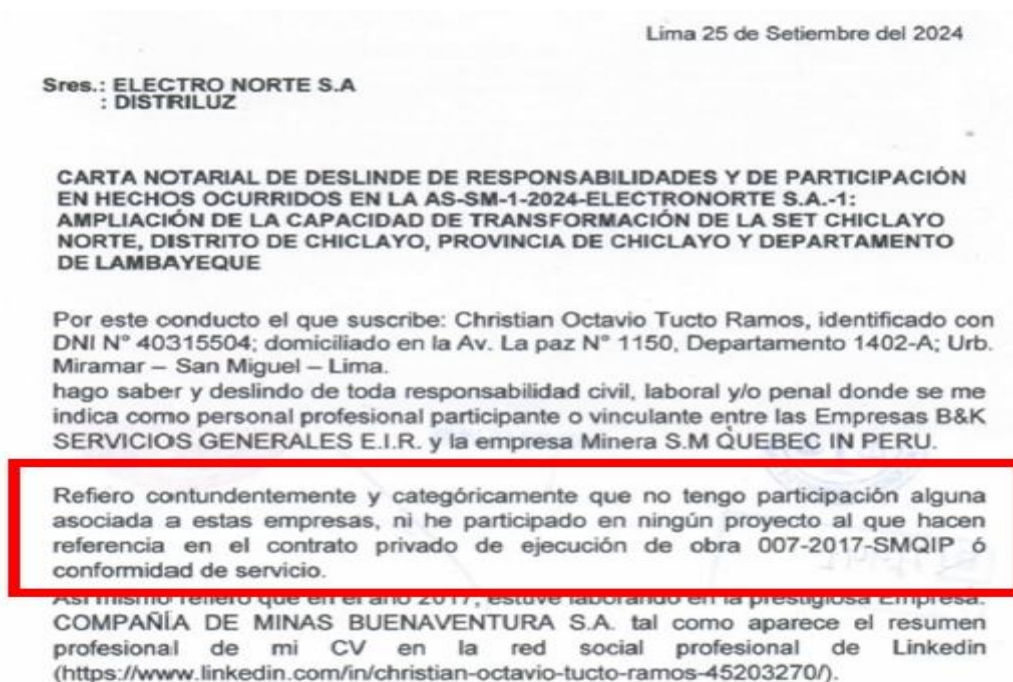 Lima 25 de Setiembre del 2024
Sres.: ELECTRO NORTE S.A
: DISTRILUZ
CARTA NOTARIAL DE DESLINDE DE RESPONSABILIDADES Y DE PARTICIPACIÓN
EN HECHOS OCURRIDOS EN LA AS-SM-1-2024-ELECTRONORTE S.A.-1:
AMPLIACIÓN DE LA CAPACIDAD DE TRANSFORMACIÓN DE LA SET CHICLAYO
NORTE, DISTRITO DE CHICLAYO, PROVINCIA DE CHICLAYO Y DEPARTAMENTO
DE LAMBAYEQUE
Por este conducto el que suscribe: Christian Octavio Tucto Ramos, identificado con
DNI N° 40315504; domiciliado en la Av. La paz N° 1150, Departamento 1402-A; Urb.
Miramar – San Miguel – Lima.
hago saber y deslindo de toda responsabilidad civil, laboral y/o penal donde se me
indica como personal profesional participante o vinculante entre las Empresas B&K
SERVICIOS GENERALES E.I.R. y la empresa Minera S.M QUEBEC IN PERU.
Refiero contundentemente y categóricamente que no tengo participación alguna
asociada a estas empresas, ni he participado en ningún proyecto al que hacen
referencia en el contrato privado de ejecución de obra 007-2017-SMQIP ó
conformidad de servicio.
Así mismo refiero que en el año 2017, estuve laborando en la prestigiosa Empresa:
COMPAÑÍA DE MINAS BUENAVENTURA S.A. tal como aparece el resumen
profesional de mi CV en la red social profesional de Linkedin
(https://www.linkedin.com/in/christian-octavio-tucto-ramos-45203270/).